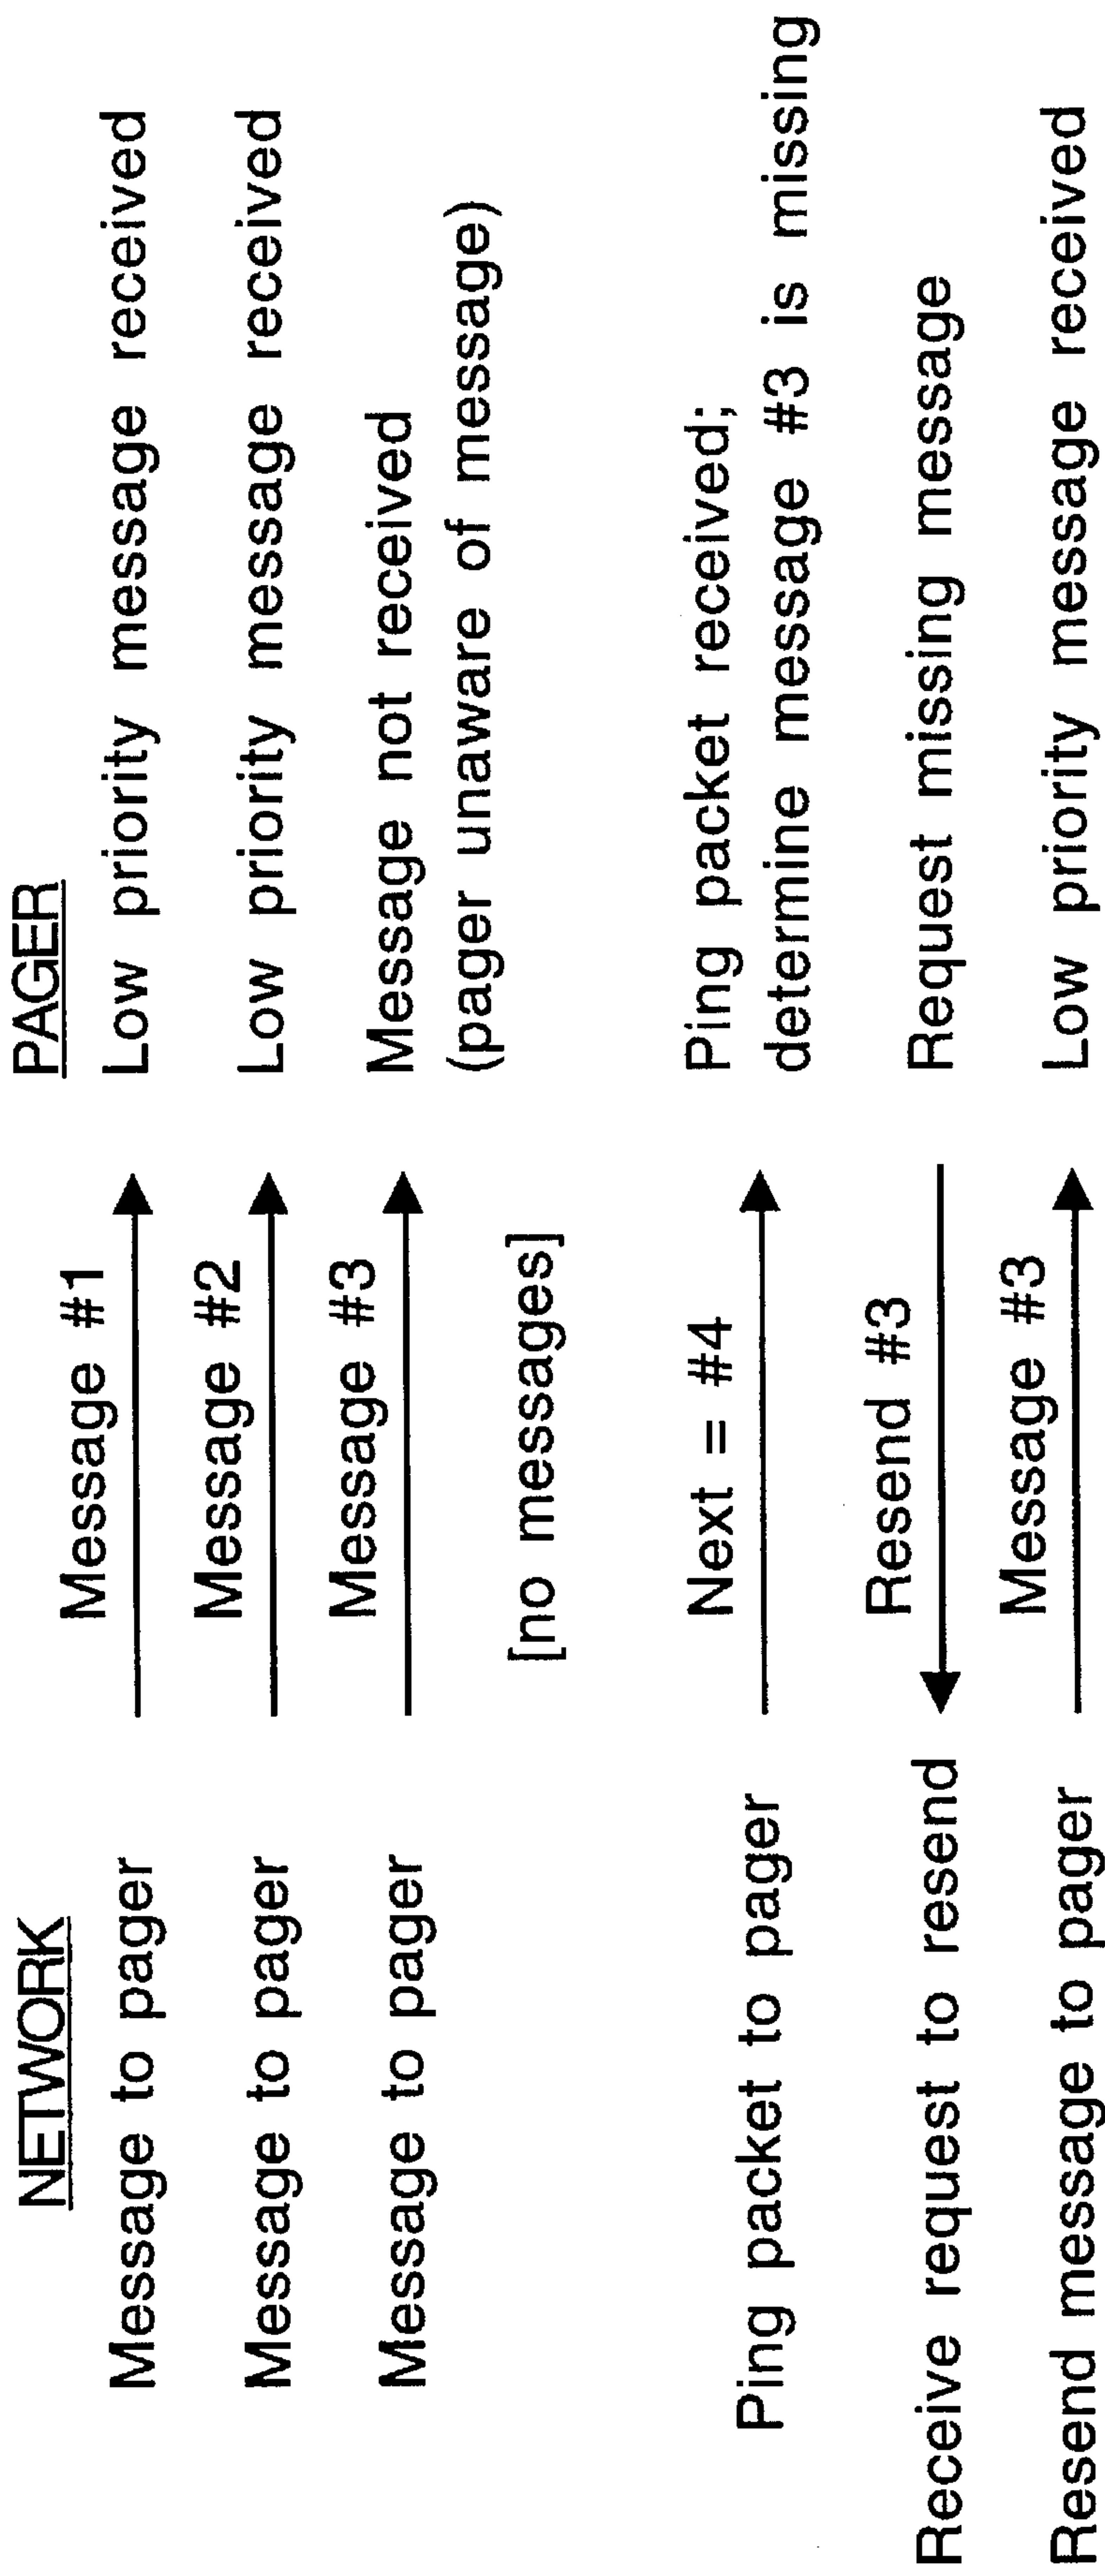 NETWORK
PAGER
Message to pager
Message #1
Low priority message received
Message to pager
Message #2
Low priority message received
Message to pager
Message #3
Message not received
(pager unaware of message)
[no messages]
Ping packet to pager
Next = #4
Ping packet received;
determine message #3 is missing
Receive request to resend
Resend #3
Request missing message
Resend message to pager
Message #3
Low priority message received